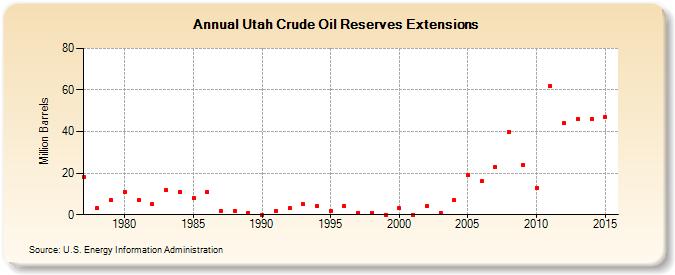 Annual Utah Crude Oil Reserves Extensions
Million Barrels
80
60
40
20
0
1980 1985 1990 1995 2000 2005 2010 2015
Source: U.S. Energy Information Administration